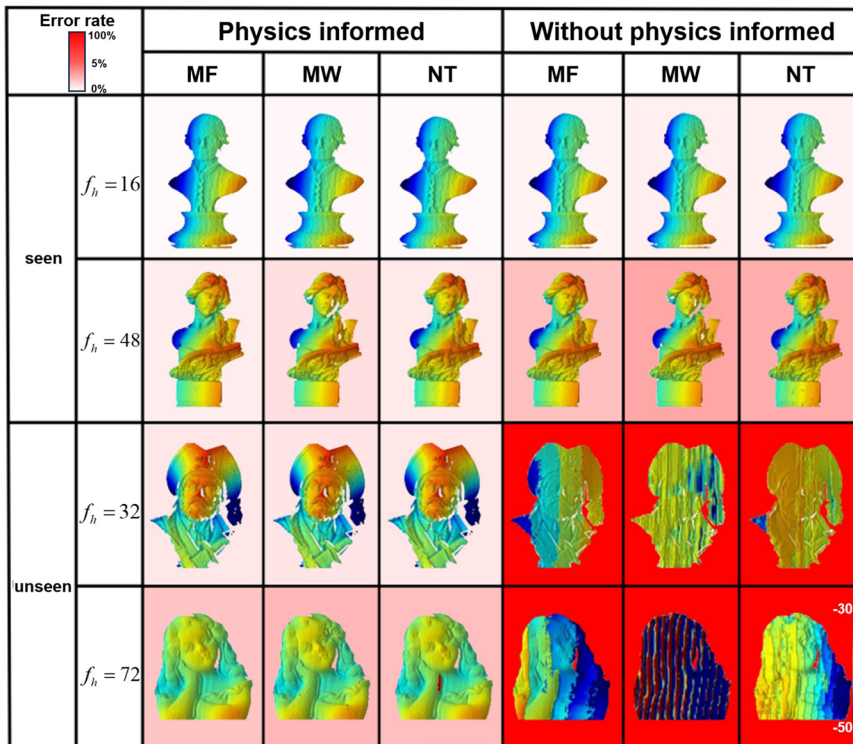 Error rate
100%
5%
0%
Physics informed
Without physics informed
MF
MW
NT
MF
MW
NT
seen
f_h = 16
f_h = 48
unseen
f_h = 32
f_h = 72
-30
-50